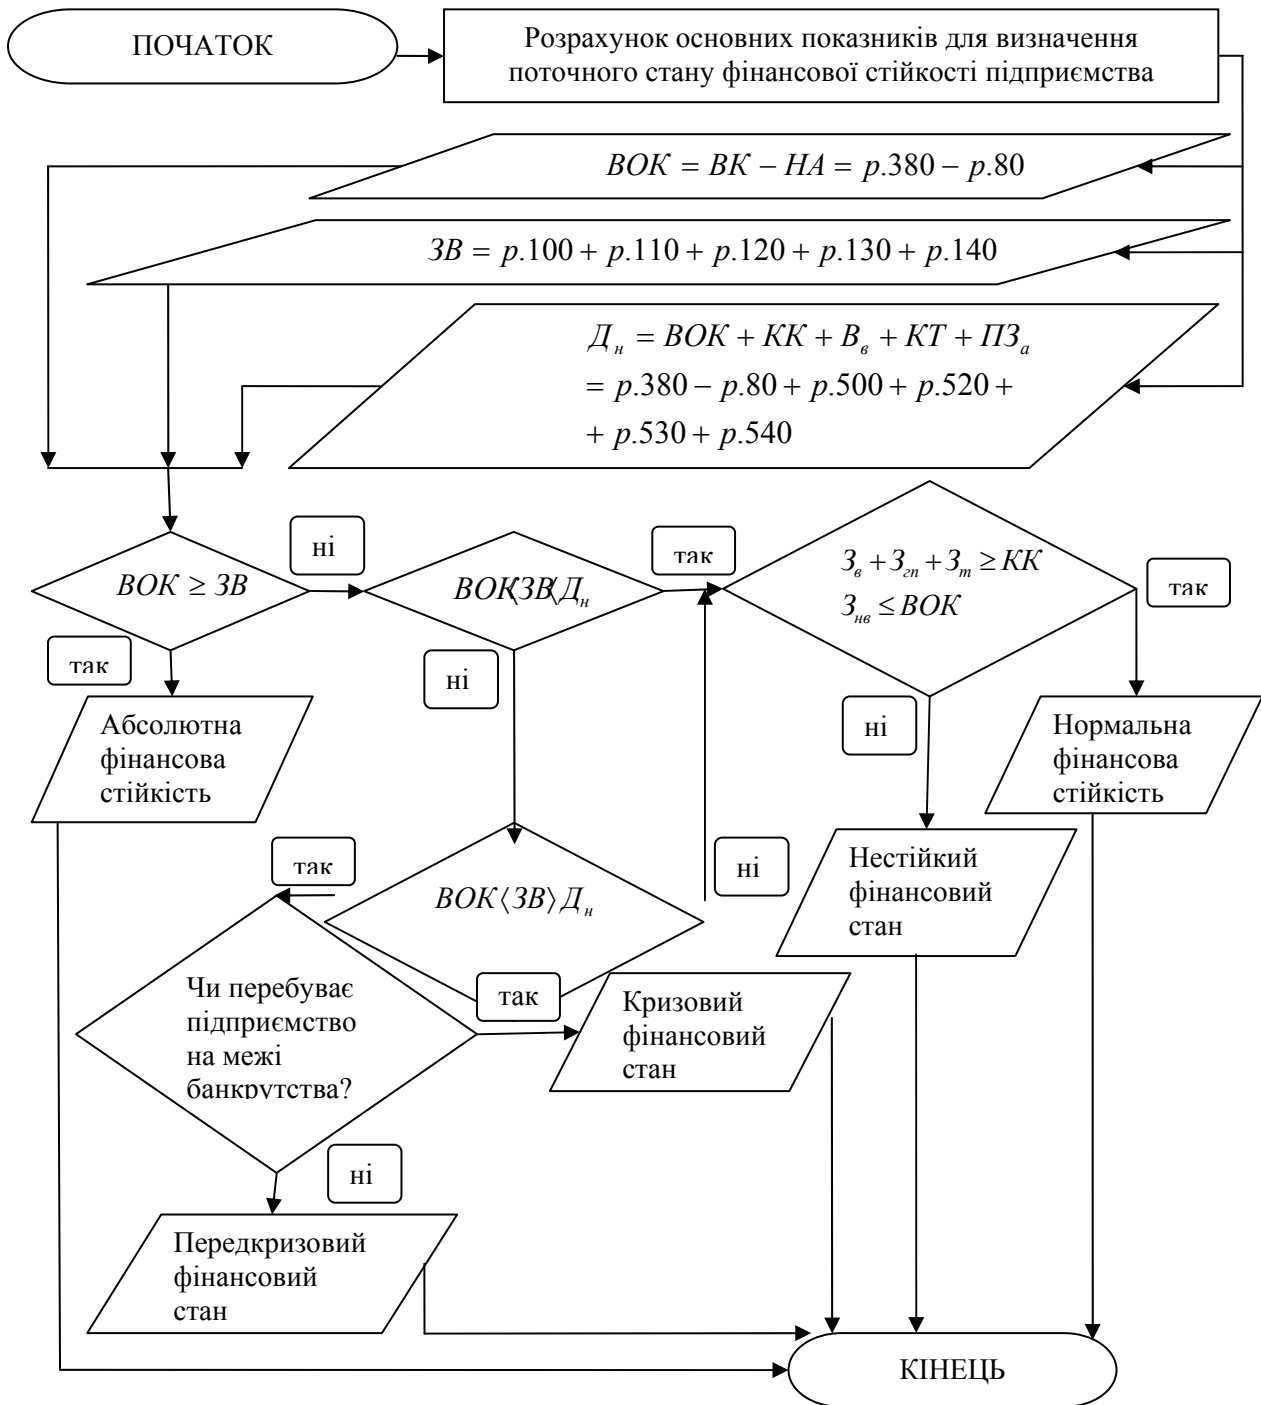 ПОЧАТОК
Розрахунок основних показників для визначення
поточного стану фінансової стійкості підприємства
ВОК = ВК − НА = р.380 − р.80
ЗВ = р.100 + р.110 + р.120 + р.130 + р.140
Д_н = ВОК + КК + В_в + КТ + ПЗ_а
= р.380 − р.80 + р.500 + р.520 +
+ р.530 + р.540
ні
так
ВОК ≥ ЗВ
ВОК⟨ЗВ⟨Д_н
З_в + З_гп + З_т ≥ КК
З_нв ≤ ВОК
так
так
ні
ні
Абсолютна
фінансова
стійкість
Нормальна
фінансова
стійкість
так
ні
Нестійкий
фінансовий
стан
ВОК⟨ЗВ⟩Д_н
Чи перебуває
підприємство
на межі
банкрутства?
так
Кризовий
фінансовий
стан
ні
Передкризовий
фінансовий
стан
КІНЕЦЬ